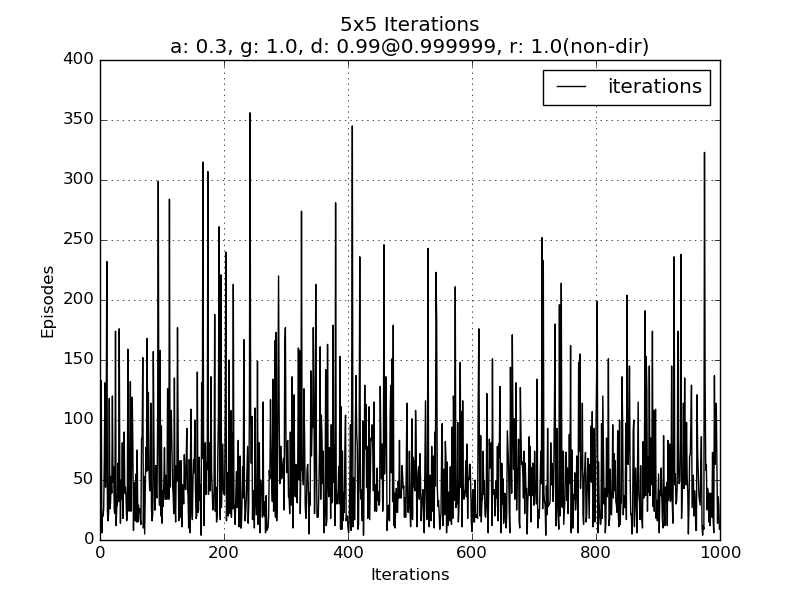 5x5 Iterations
a: 0.3, g: 1.0, d: 0.99@0.999999, r: 1.0(non-dir)
400
350
300
250
200
150
100
50
0
Episodes
iterations
0 200 400 600 800 1000
Iterations